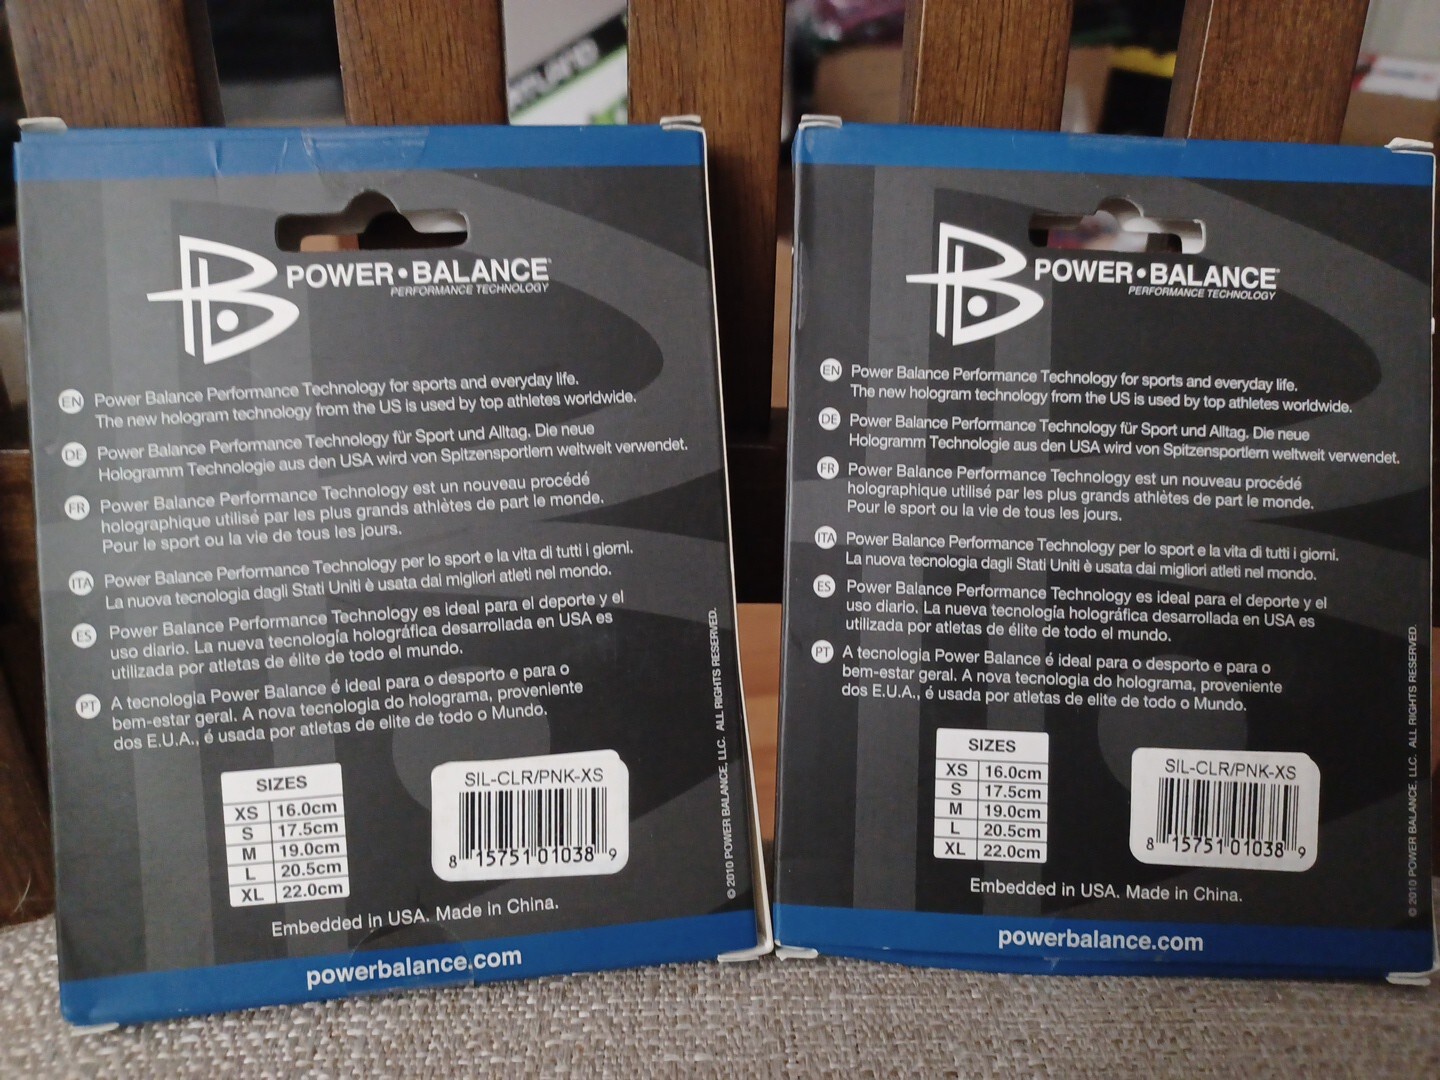 POWER•BALANCE
PERFORMANCE TECHNOLOGY
EN Power Balance Performance Technology for sports and everyday life.
The new hologram technology from the US is used by top athletes worldwide.
DE Power Balance Performance Technology für Sport und Alltag. Die neue
Hologramm Technologie aus den USA wird von Spitzensportlern weltweit verwendet.
FR Power Balance Performance Technology est un nouveau procédé
holographique utilisé par les plus grands athlètes de part le monde.
Pour le sport ou la vie de tous les jours.
ITA Power Balance Performance Technology per lo sport e la vita di tutti i giorni.
La nuova tecnologia dagli Stati Uniti è usata dai migliori atleti nel mondo.
ES Power Balance Performance Technology es ideal para el deporte y el
uso diario. La nueva tecnología holográfica desarrollada en USA es
utilizada por atletas de élite de todo el mundo.
PT A tecnologia Power Balance é ideal para o desporto e para o
bem-estar geral. A nova tecnologia do holograma, proveniente
dos E.U.A., é usada por atletas de elite de todo o Mundo.
SIZES
XS 16.0cm
S 17.5cm
M 19.0cm
L 20.5cm
XL 22.0cm
SIL-CLR/PNK-XS
8 15751 01038 9
Embedded in USA. Made in China.
powerbalance.com
© 2010 POWER BALANCE, LLC. ALL RIGHTS RESERVED.
POWER•BALANCE
PERFORMANCE TECHNOLOGY
EN Power Balance Performance Technology for sports and everyday life.
The new hologram technology from the US is used by top athletes worldwide.
DE Power Balance Performance Technology für Sport und Alltag. Die neue
Hologramm Technologie aus den USA wird von Spitzensportlern weltweit verwendet.
FR Power Balance Performance Technology est un nouveau procédé
holographique utilisé par les plus grands athlètes de part le monde.
Pour le sport ou la vie de tous les jours.
ITA Power Balance Performance Technology per lo sport e la vita di tutti i giorni.
La nuova tecnologia dagli Stati Uniti è usata dai migliori atleti nel mondo.
ES Power Balance Performance Technology es ideal para el deporte y el
uso diario. La nueva tecnología holográfica desarrollada en USA es
utilizada por atletas de élite de todo el mundo.
PT A tecnologia Power Balance é ideal para o desporto e para o
bem-estar geral. A nova tecnologia do holograma, proveniente
dos E.U.A., é usada por atletas de elite de todo o Mundo.
SIZES
XS 16.0cm
S 17.5cm
M 19.0cm
L 20.5cm
XL 22.0cm
SIL-CLR/PNK-XS
8 15751 01038 9
Embedded in USA. Made in China.
powerbalance.com
© 2010 POWER BALANCE, LLC. ALL RIGHTS RESERVED.